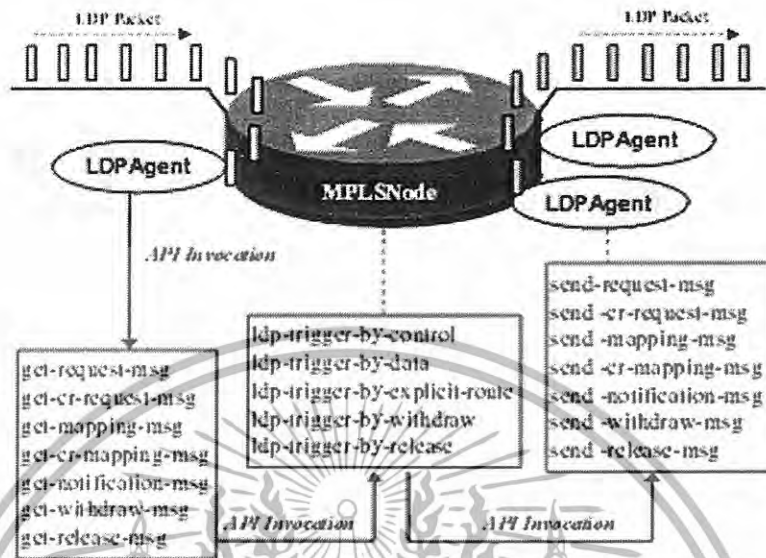 LDP Packet
LDP Packet
LDPAgent
LDPAgent
MPLSNode
LDPAgent
API Invocation
send-request-msg
send -cr-request-msg
send -mapping-msg
send -cr-mapping-msg
send -notification-msg
send -withdraw-msg
send -release-msg
ldp-trigger-by-control
ldp-trigger-by-data
ldp-trigger-by-explicit-route
ldp-trigger-by-withdraw
ldp-trigger-by-release
get-request-msg
get-cr-request-msg
get-mapping-msg
get-cr-mapping-msg
get-notification-msg
get-withdraw-msg
get-release-msg
API Invocation
API Invocation